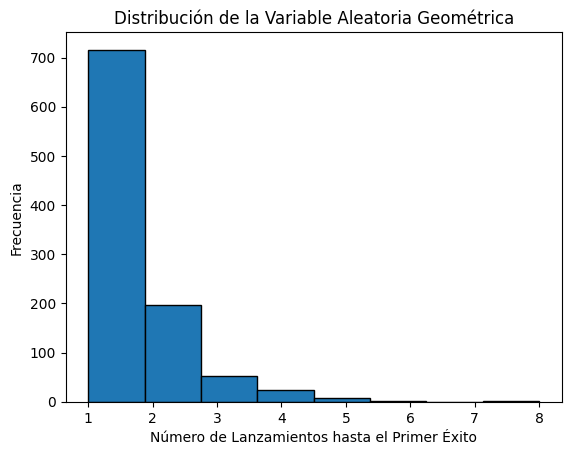 Distribución de la Variable Aleatoria Geométrica
700
600
500
400
300
200
100
0
Frecuencia
1 2 3 4 5 6 7 8
Número de Lanzamientos hasta el Primer Éxito